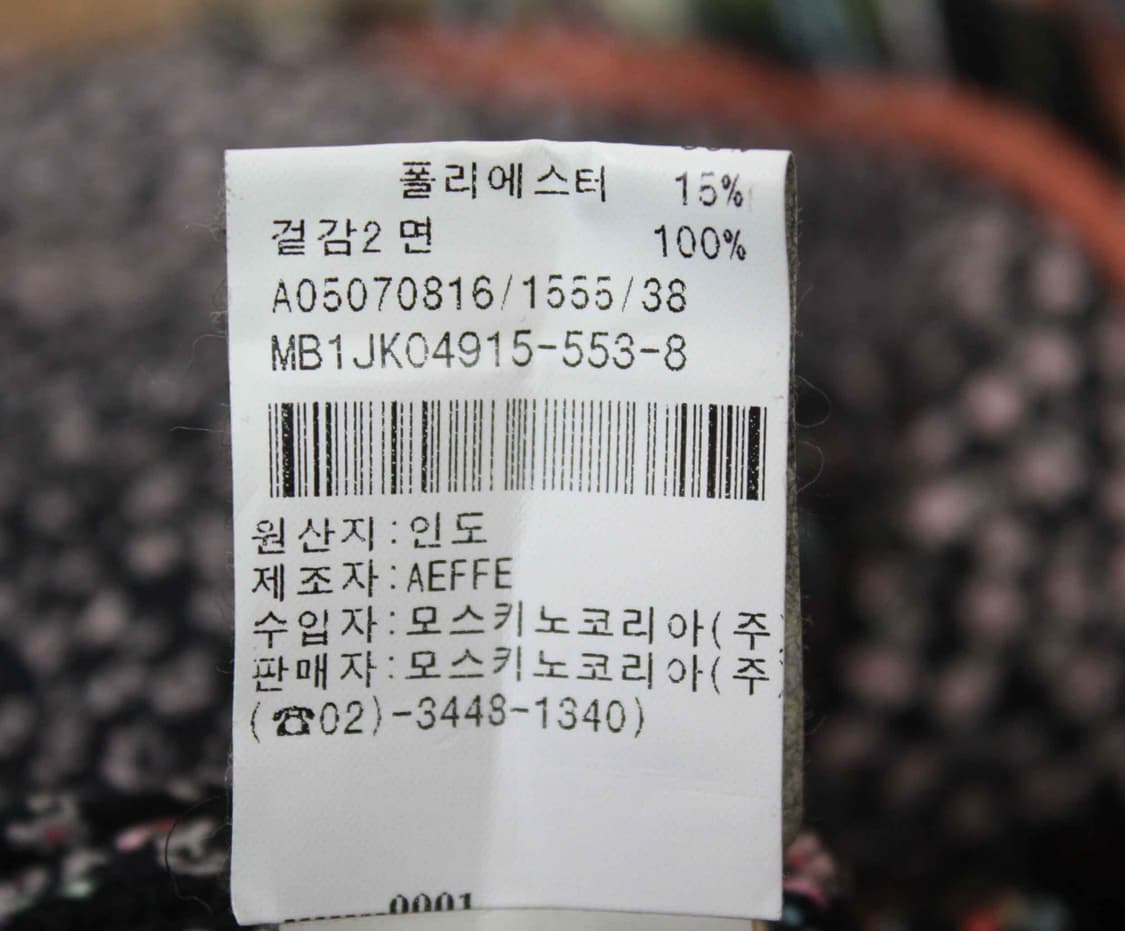 폴리에스터 15%
겉감2 면 100%
A05070816/1555/38
MB1JK04915-553-8
원산지:인도
제조자:AEFFE
수입자:모스키노코리아(주)
판매자:모스키노코리아(주)
(☎02)-3448-1340)
0001